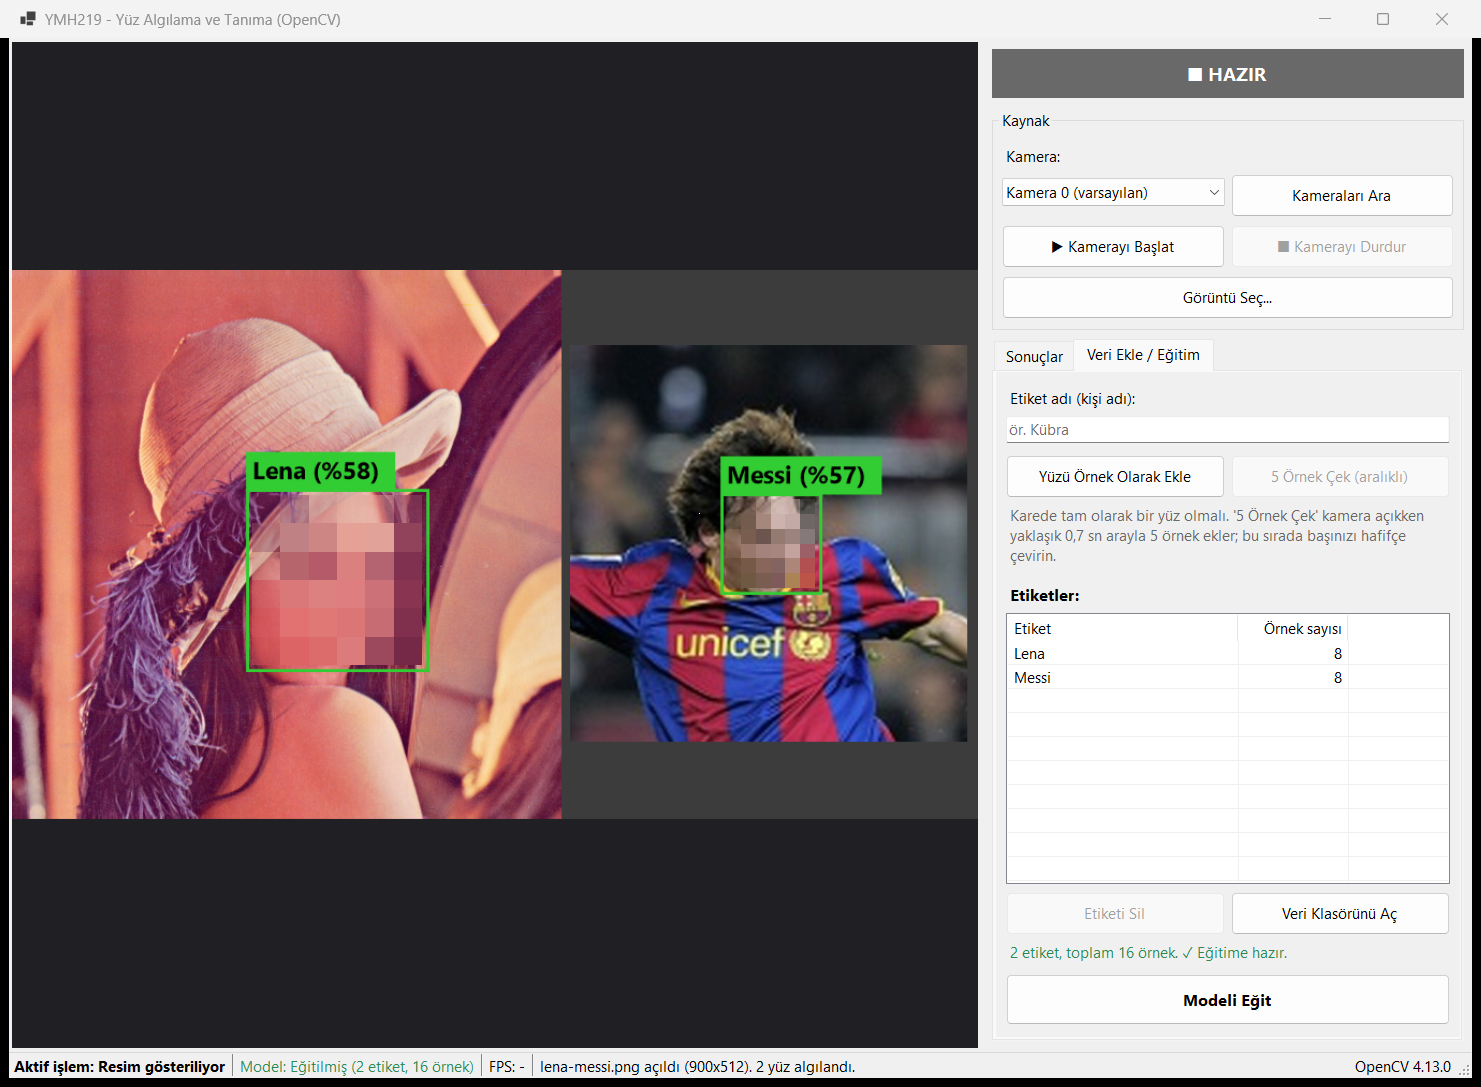 YMH219 - Yüz Algılama ve Tanıma (OpenCV)
HAZIR
Kaynak
Kamera:
Kamera 0 (varsayılan)
Kameraları Ara
Kamerayı Başlat
Kamerayı Durdur
Görüntü Seç...
Sonuçlar
Veri Ekle / Eğitim
Etiket adı (kişi adı):
ör. Kübra
Yüzü Örnek Olarak Ekle
5 Örnek Çek (aralıklı)
Karede tam olarak bir yüz olmalı. '5 Örnek Çek' kamera açıkken
yaklaşık 0,7 sn arayla 5 örnek ekler; bu sırada başınızı hafifçe
çevirin.
Etiketler:
Etiket Örnek sayısı
Lena 8
Messi 8
Etiketi Sil
Veri Klasörünü Aç
2 etiket, toplam 16 örnek. ✓ Eğitime hazır.
Modeli Eğit
Lena (%58)
Messi (%57)
unicef
Aktif işlem: Resim gösteriliyor
Model: Eğitilmiş (2 etiket, 16 örnek)
FPS: -
lena-messi.png açıldı (900x512). 2 yüz algılandı.
OpenCV 4.13.0